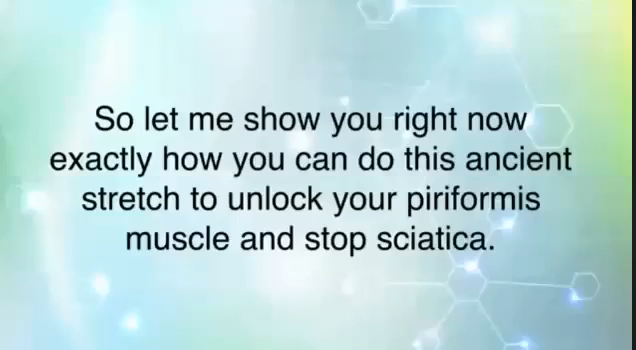 So let me show you right now
exactly how you can do this ancient
stretch to unlock your piriformis
muscle and stop sciatica.